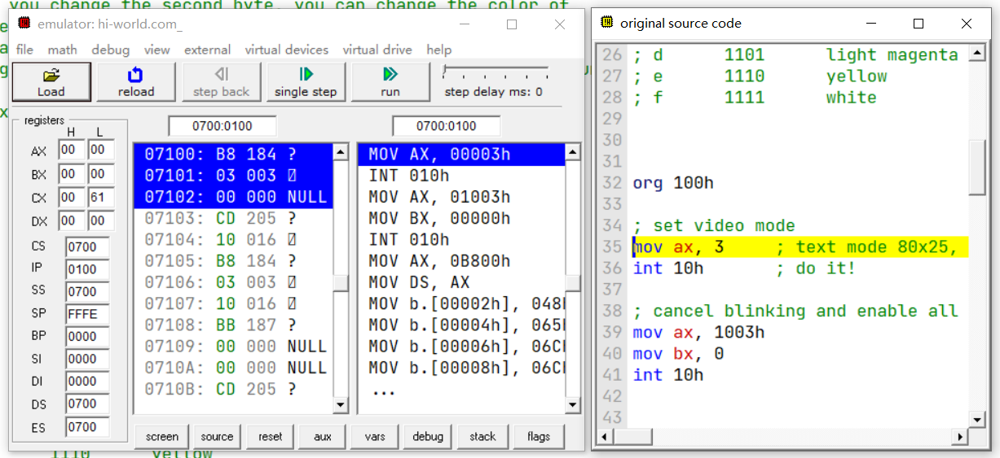 you change the second byte, you can change the color of
emulator: hi-world.com_
file math debug view external virtual devices virtual drive help
Load reload step back single step run step delay ms: 0
registers
H L
AX 00 00
BX 00 00
CX 00 61
DX 00 00
CS 0700
IP 0100
SS 0700
SP FFFE
BP 0000
SI 0000
DI 0000
DS 0700
ES 0700
0700:0100
07100: B8 184 ?
07101: 03 003
07102: 00 000 NULL
07103: CD 205 ?
07104: 10 016
07105: B8 184 ?
07106: 03 003
07107: 10 016
07108: BB 187 ?
07109: 00 000 NULL
0710A: 00 000 NULL
0710B: CD 205 ?
0700:0100
MOV AX, 00003h
INT 010h
MOV AX, 01003h
MOV BX, 00000h
INT 010h
MOV AX, 0B800h
MOV DS, AX
MOV b.[00002h], 048
MOV b.[00004h], 065
MOV b.[00006h], 06C
MOV b.[00008h], 06C
...
screen source reset aux vars debug stack flags
1110 yellow
original source code
26 ; d 1101 light magenta
27 ; e 1110 yellow
28 ; f 1111 white
29
30
31
32 org 100h
33
34 ; set video mode
35 mov ax, 3 ; text mode 80x25,
36 int 10h ; do it!
37
38 ; cancel blinking and enable all
39 mov ax, 1003h
40 mov bx, 0
41 int 10h
42
43